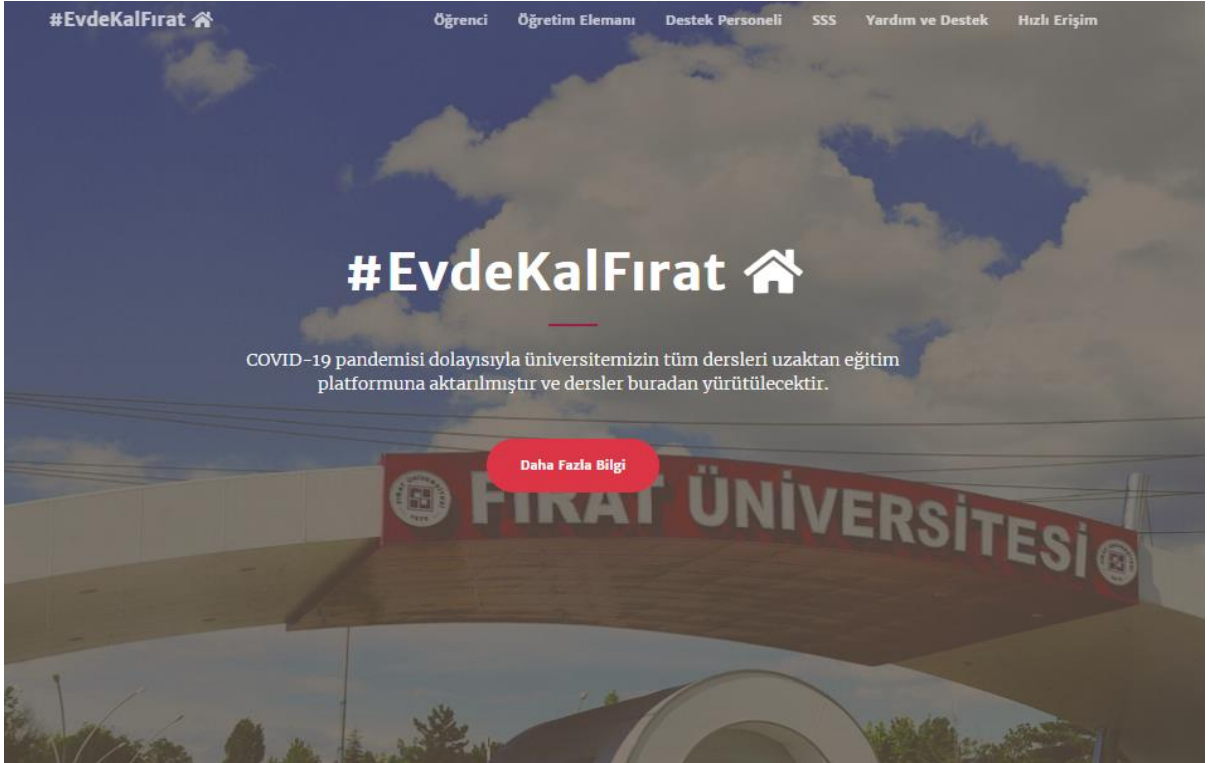 #EvdeKalFırat
Öğrenci Öğretim Elemanı Destek Personeli SSS Yardım ve Destek Hızlı Erişim
#EvdeKalFırat
COVID-19 pandemisi dolayısıyla üniversitemizin tüm dersleri uzaktan eğitim
platformuna aktarılmıştır ve dersler buradan yürütülecektir.
Daha Fazla Bilgi
FIRAT ÜNİVERSİTESİ